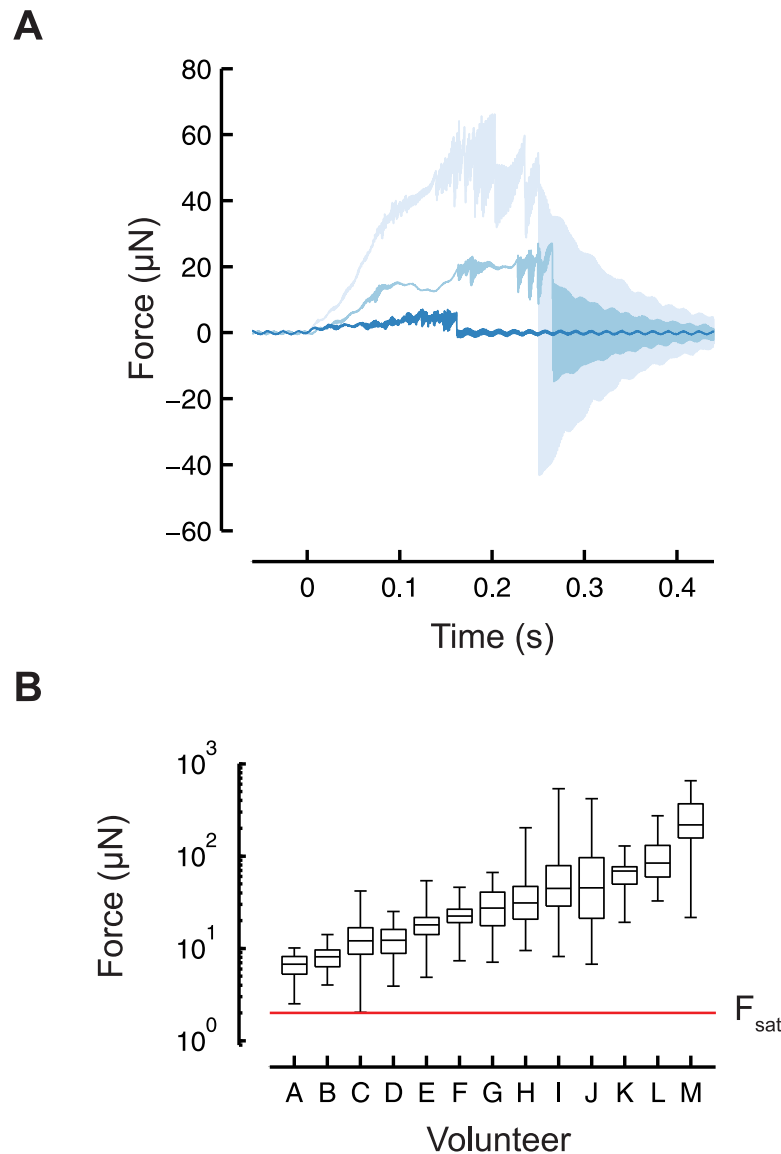 A
80
60
40
20
0
−20
−40
−60
Force (µN)
0 0.1 0.2 0.3 0.4
Time (s)
B
10³
10²
10¹
10⁰
Force (µN)
F_sat
A B C D E F G H I J K L M
Volunteer